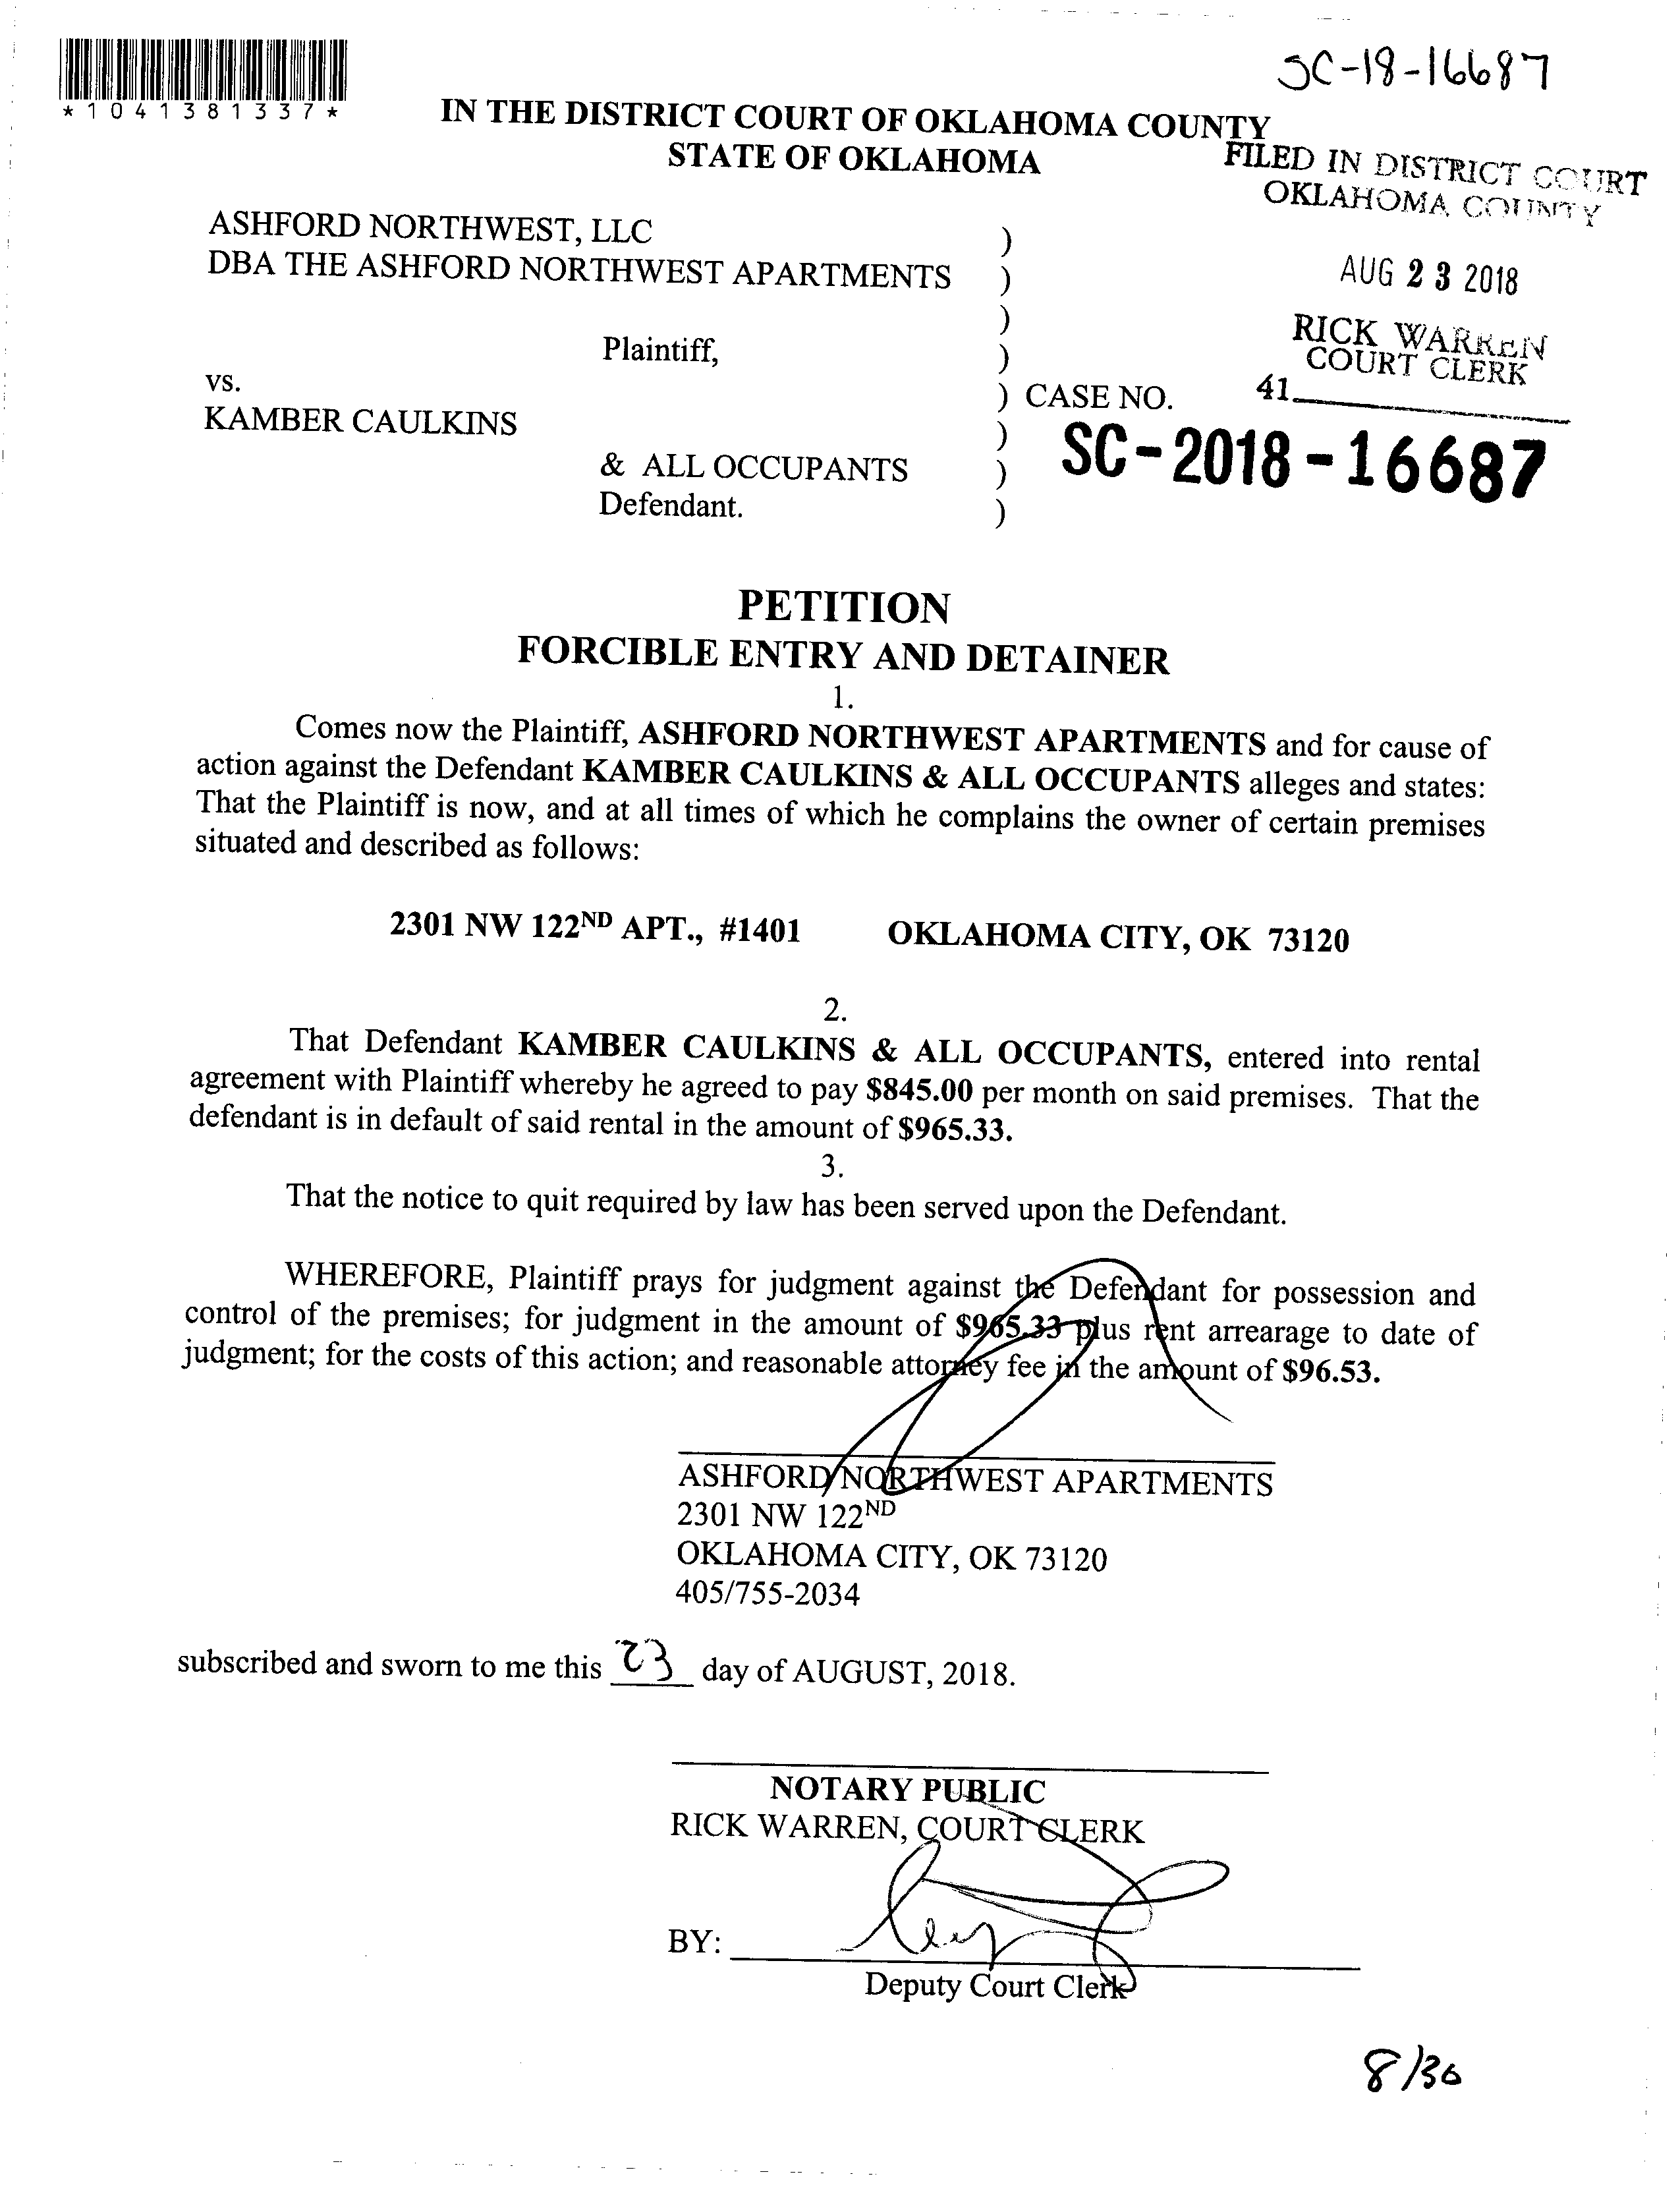 SC-18-16687
*1041381337*
IN THE DISTRICT COURT OF OKLAHOMA COUNTY
STATE OF OKLAHOMA
FILED IN DISTRICT COURT
OKLAHOMA COUNTY
AUG 23 2018
RICK WARREN
COURT CLERK
41
ASHFORD NORTHWEST, LLC )
DBA THE ASHFORD NORTHWEST APARTMENTS )
)
Plaintiff, )
vs. ) CASE NO.
KAMBER CAULKINS )
SC-2018-16687
& ALL OCCUPANTS )
Defendant. )
PETITION
FORCIBLE ENTRY AND DETAINER
1.
Comes now the Plaintiff, ASHFORD NORTHWEST APARTMENTS and for cause of
action against the Defendant KAMBER CAULKINS & ALL OCCUPANTS alleges and states:
That the Plaintiff is now, and at all times of which he complains the owner of certain premises
situated and described as follows:
2301 NW 122ND APT., #1401 OKLAHOMA CITY, OK 73120
2.
That Defendant KAMBER CAULKINS & ALL OCCUPANTS, entered into rental
agreement with Plaintiff whereby he agreed to pay $845.00 per month on said premises. That the
defendant is in default of said rental in the amount of $965.33.
3.
That the notice to quit required by law has been served upon the Defendant.
WHEREFORE, Plaintiff prays for judgment against the Defendant for possession and
control of the premises; for judgment in the amount of $965.33 plus rent arrearage to date of
judgment; for the costs of this action; and reasonable attorney fee in the amount of $96.53.
ASHFORD NORTHWEST APARTMENTS
2301 NW 122ND
OKLAHOMA CITY, OK 73120
405/755-2034
subscribed and sworn to me this 23 day of AUGUST, 2018.
NOTARY PUBLIC
RICK WARREN, COURT CLERK
BY:
Deputy Court Clerk
8/30